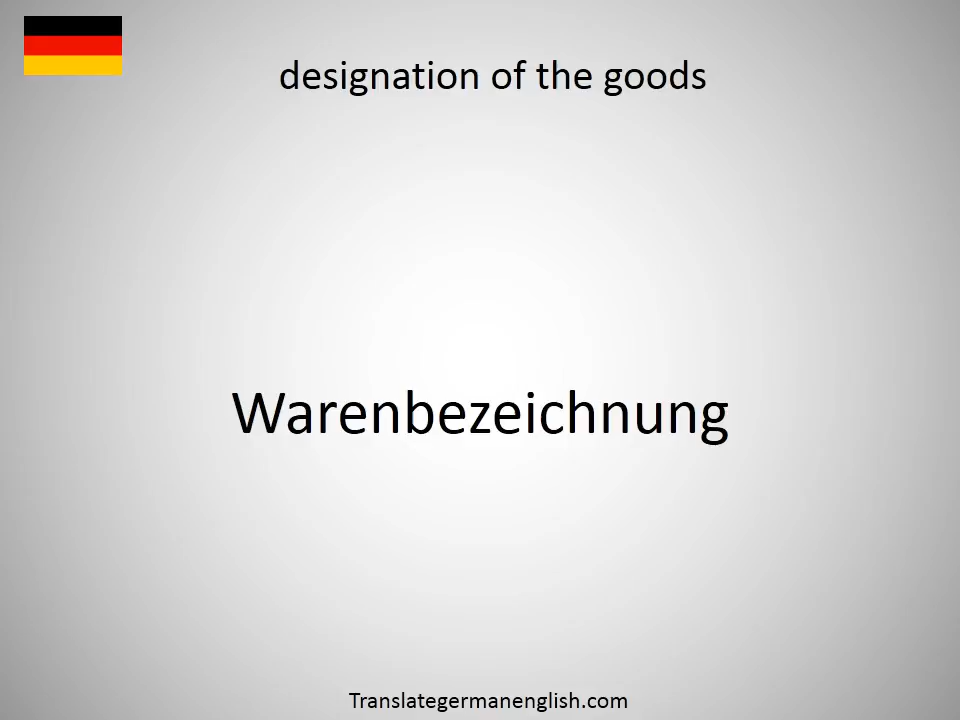 designation of the goods
Warenbezeichnung
Translategermanenglish.com